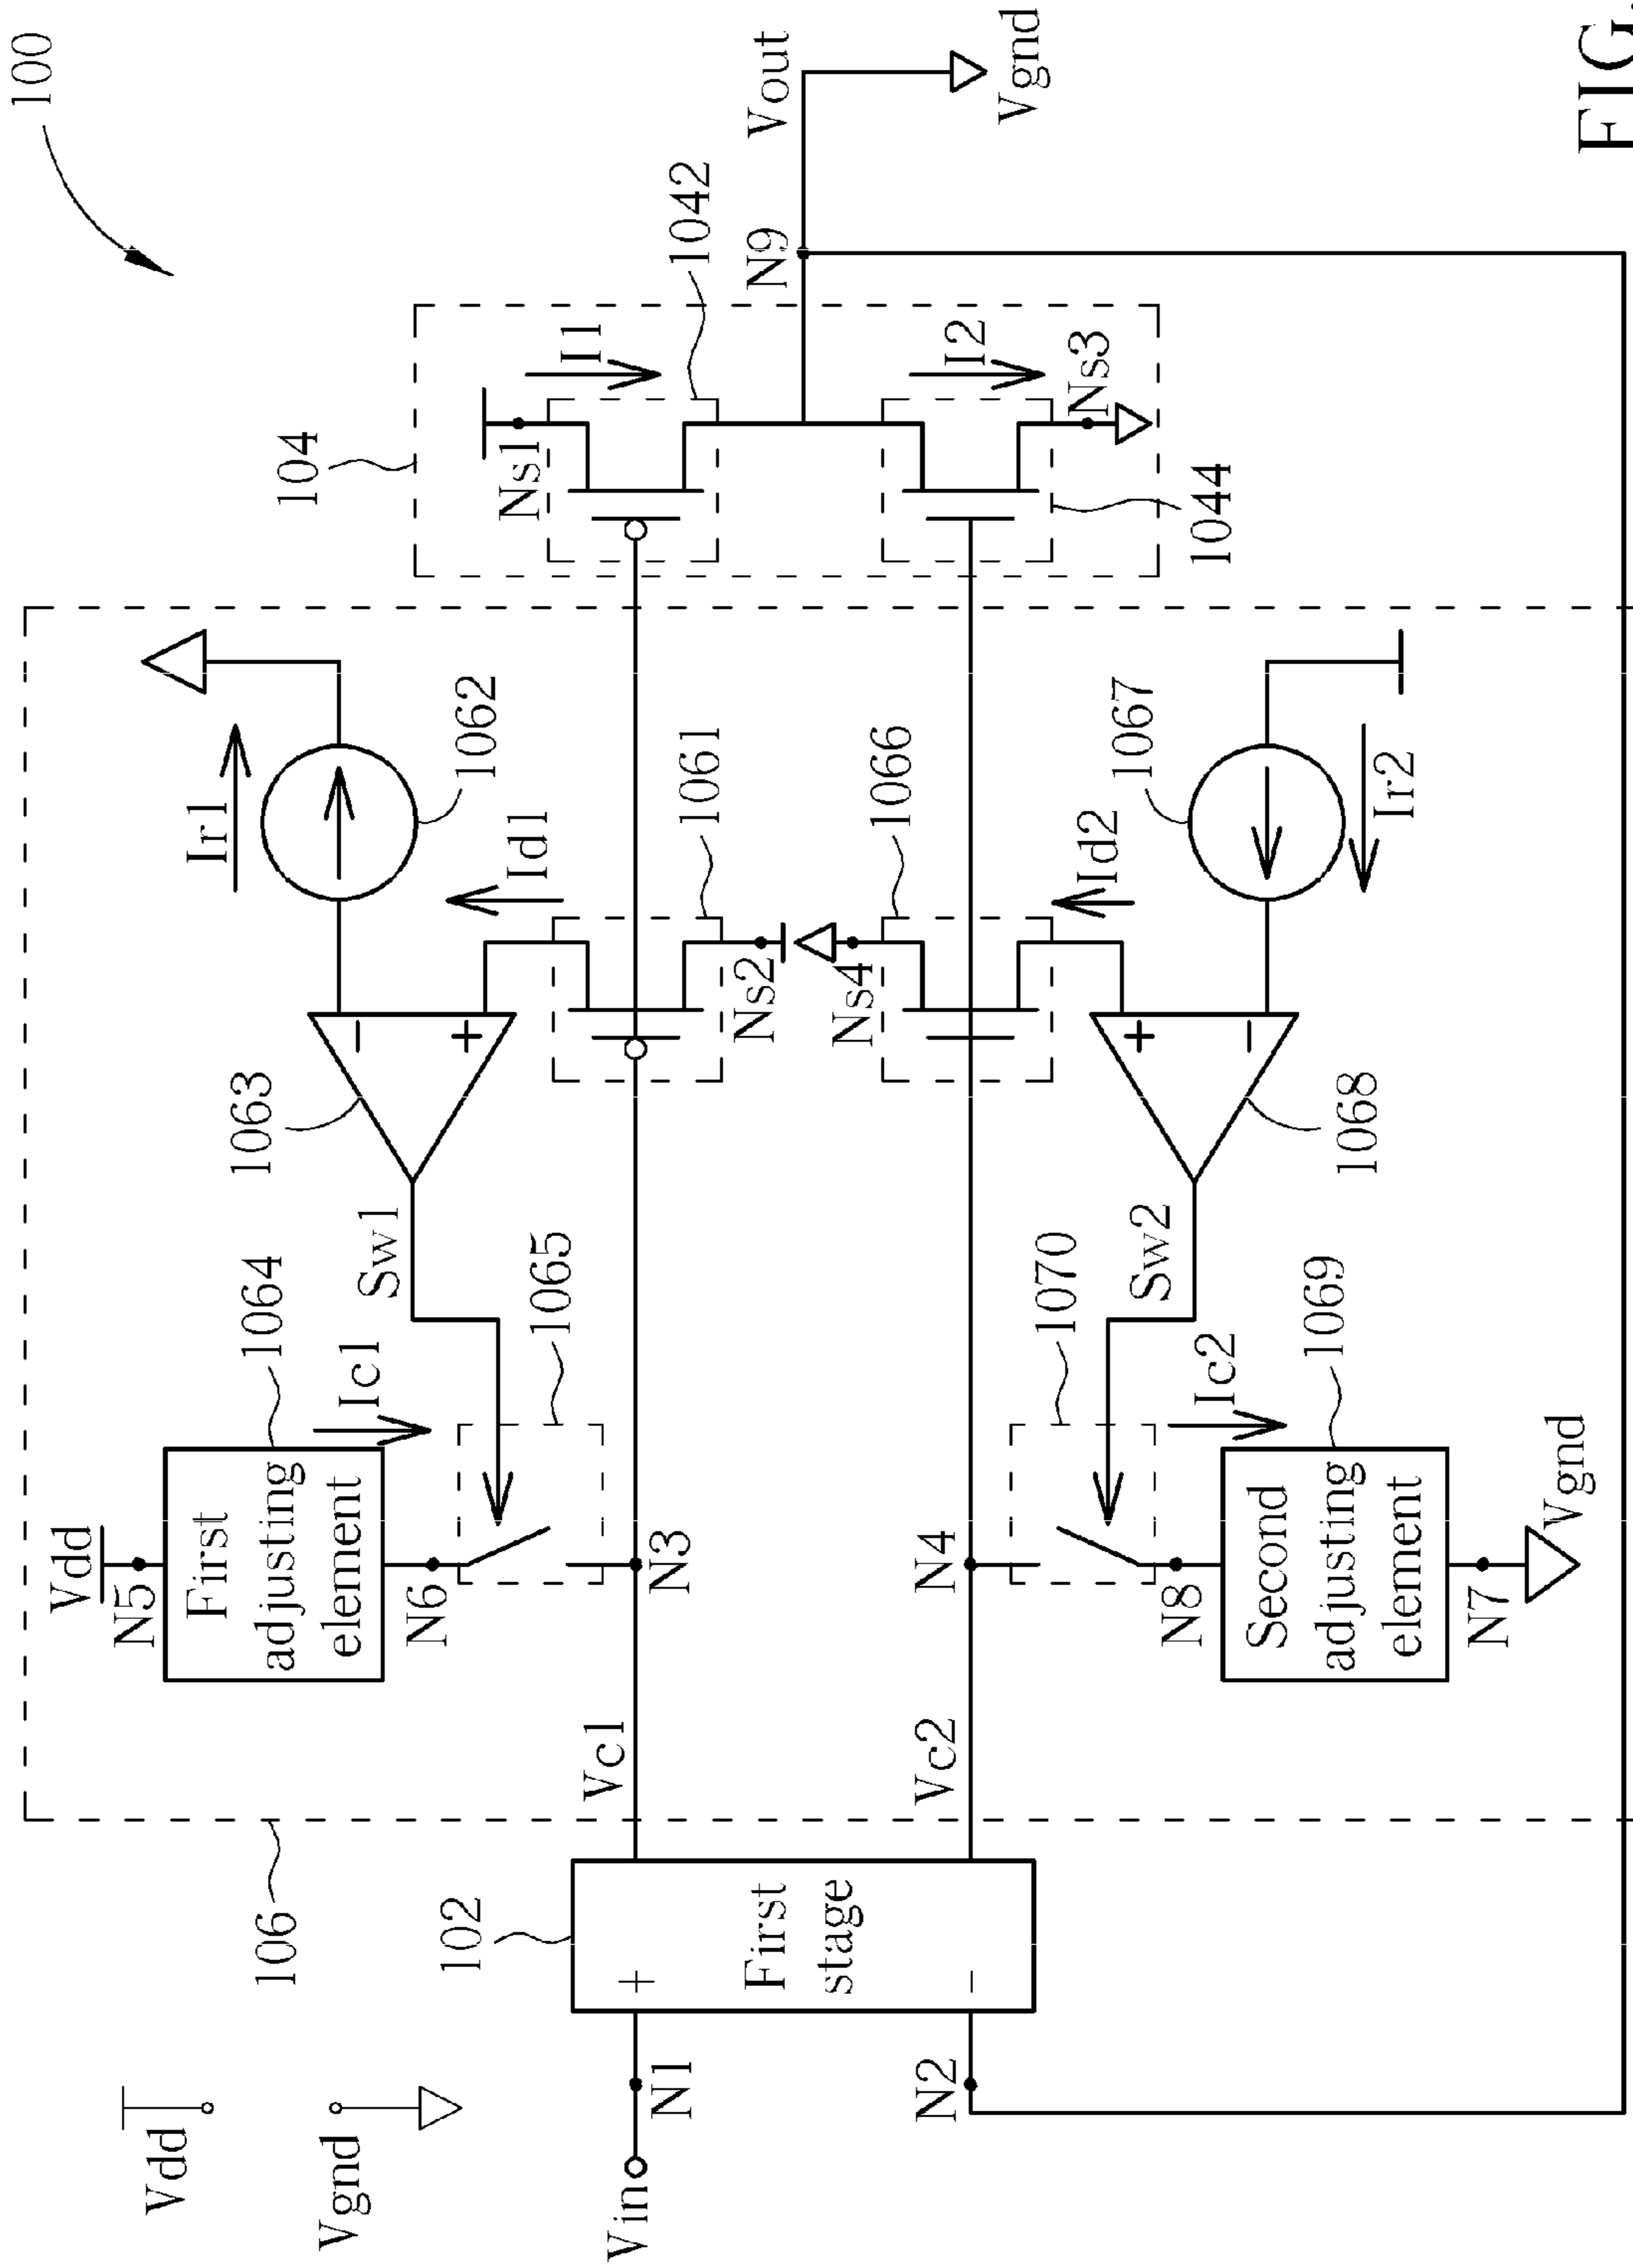 100
Vdd
Vgnd
106
Vdd
N5
First
adjusting
element
1064
Ic1
N6
Sw1
1065
1063
−
+
Ir1
1062
Id1
1061
Ns2
104
Ns1
I1
1042
Vin
N1
102
+
First
stage
−
N2
Vc1
N3
Vc2
N4
Ns4
1066
N9
Vout
Vgnd
I2
Ns3
1044
1070
N8
Sw2
Ic2
Second
adjusting
element
1069
N7
Vgnd
+
−
1068
Id2
1067
Ir2
FIG.